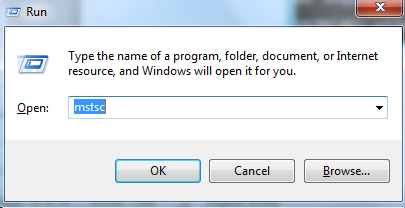 Run
Type the name of a program, folder, document, or Internet
resource, and Windows will open it for you.
Open: mstsc
OK Cancel Browse...